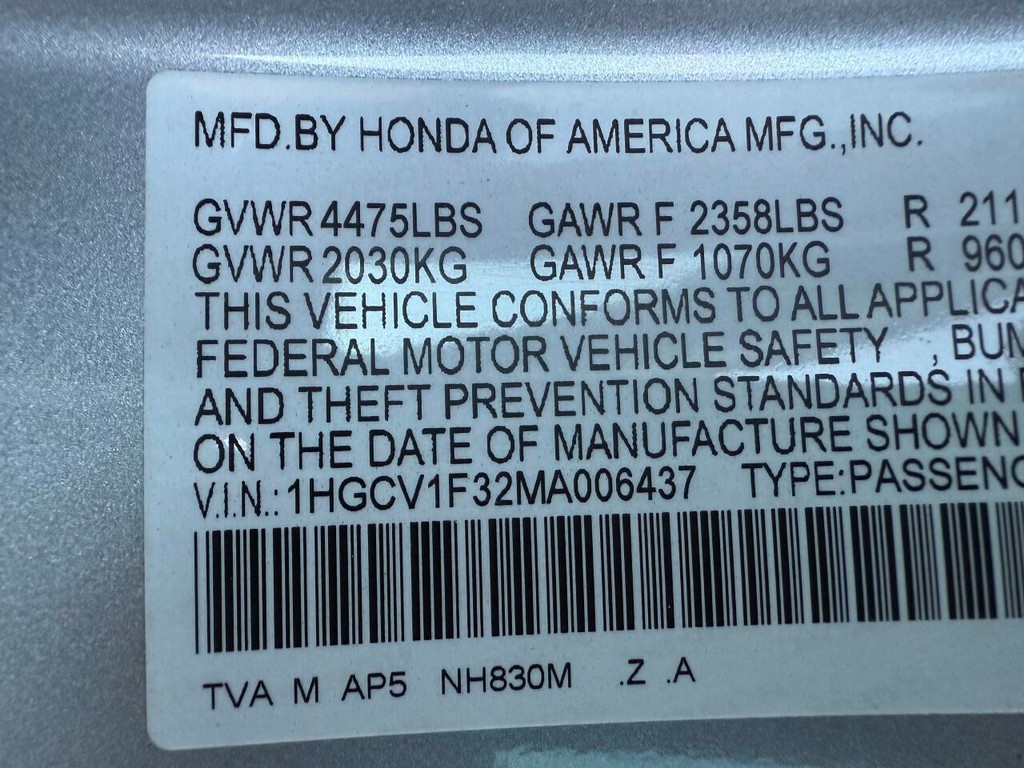 MFD.BY HONDA OF AMERICA MFG.,INC.
GVWR 4475LBS GAWR F 2358LBS R 211
GVWR 2030KG GAWR F 1070KG R 960
THIS VEHICLE CONFORMS TO ALL APPLICA
FEDERAL MOTOR VEHICLE SAFETY , BUM
AND THEFT PREVENTION STANDARDS IN
ON THE DATE OF MANUFACTURE SHOWN
V.I.N.: 1HGCV1F32MA006437 TYPE:PASSENG
TVA M AP5 NH830M .Z .A